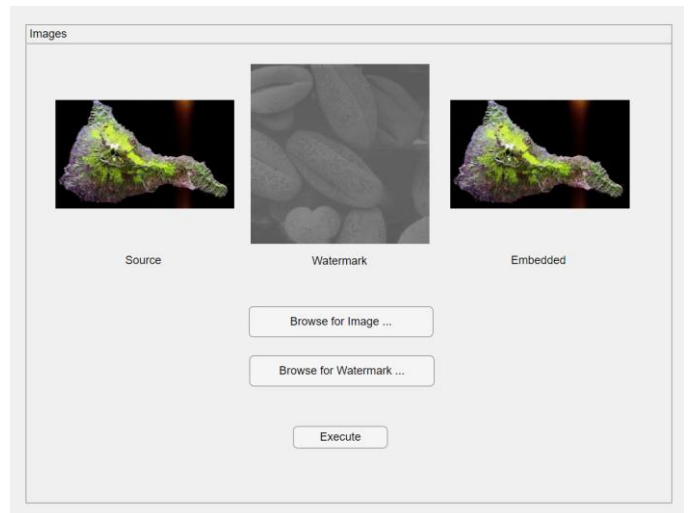 Images
Source
Watermark
Embedded
Browse for Image ...
Browse for Watermark ...
Execute